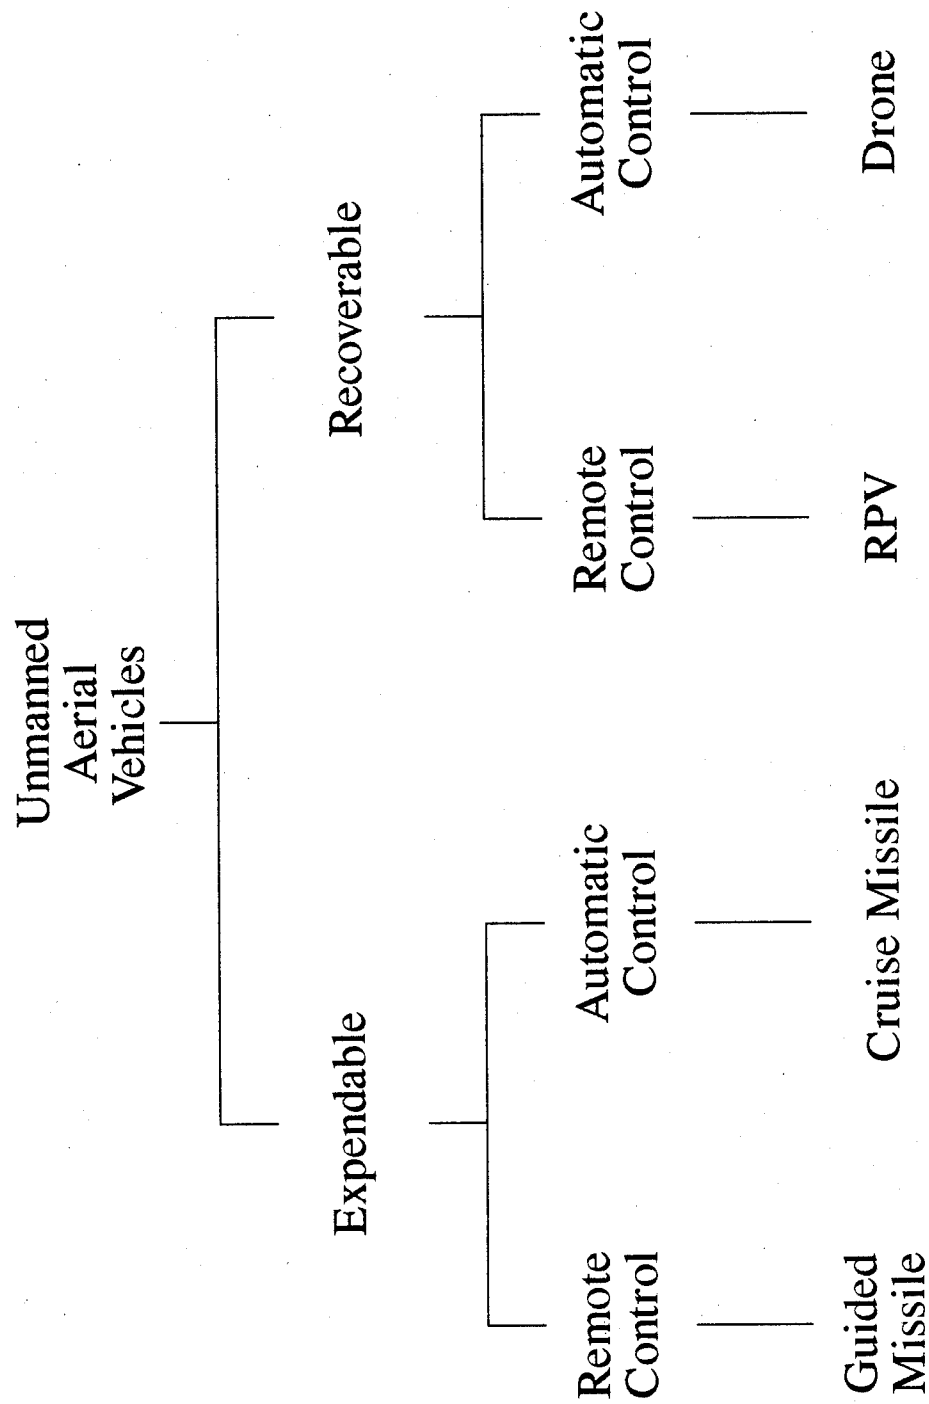 Unmanned
Aerial
Vehicles
Expendable
Recoverable
Remote
Control
Automatic
Control
Remote
Control
Automatic
Control
Guided
Missile
Cruise Missile
RPV
Drone